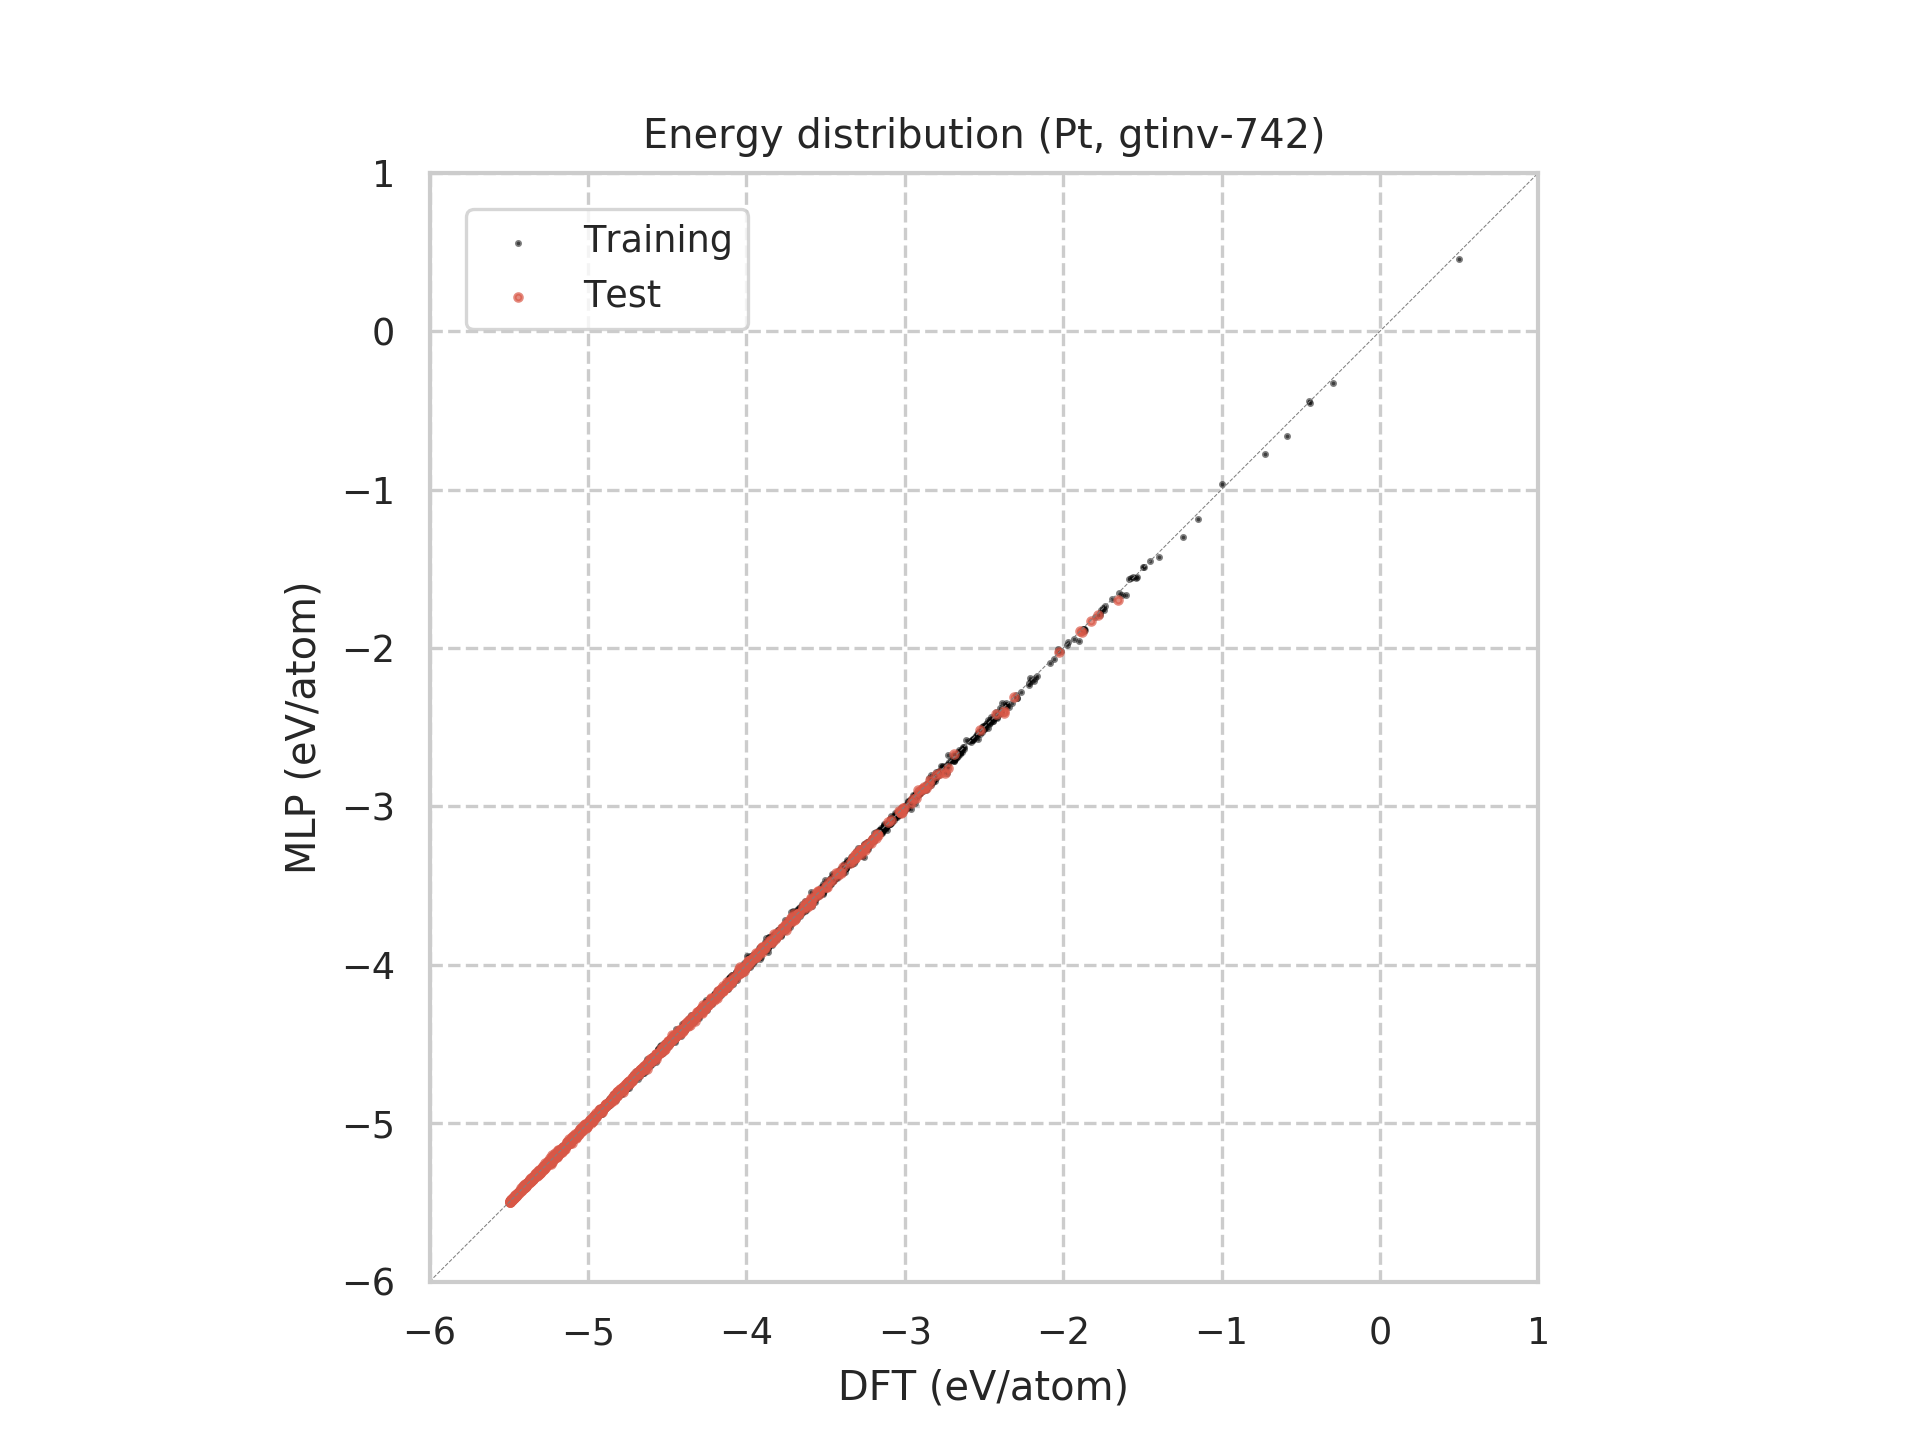 Energy distribution (Pt, gtinv-742)
1
0
−1
−2
−3
−4
−5
−6
MLP (eV/atom)
Training
Test
−6 −5 −4 −3 −2 −1 0 1
DFT (eV/atom)